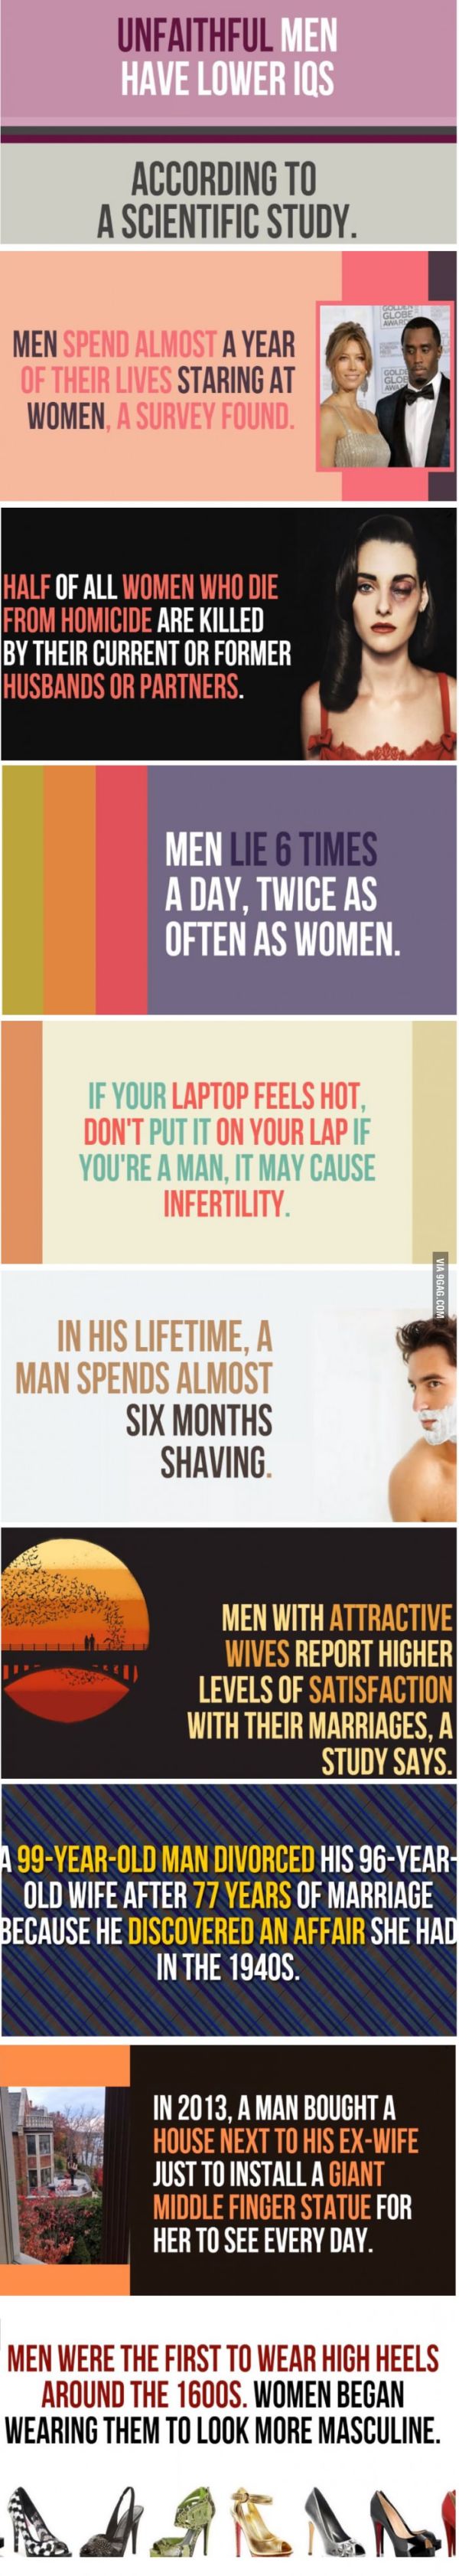 UNFAITHFUL MEN
HAVE LOWER IQS
ACCORDING TO
A SCIENTIFIC STUDY.
MEN SPEND ALMOST A YEAR
OF THEIR LIVES STARING AT
WOMEN, A SURVEY FOUND.
GOLDEN
GLOBE
AWARD
HALF OF ALL WOMEN WHO DIE
FROM HOMICIDE ARE KILLED
BY THEIR CURRENT OR FORMER
HUSBANDS OR PARTNERS.
MEN LIE 6 TIMES
A DAY, TWICE AS
OFTEN AS WOMEN.
IF YOUR LAPTOP FEELS HOT,
DON'T PUT IT ON YOUR LAP IF
YOU'RE A MAN, IT MAY CAUSE
INFERTILITY.
VIA 9GAG.COM
IN HIS LIFETIME, A
MAN SPENDS ALMOST
SIX MONTHS
SHAVING.
MEN WITH ATTRACTIVE
WIVES REPORT HIGHER
LEVELS OF SATISFACTION
WITH THEIR MARRIAGES, A
STUDY SAYS.
A 99-YEAR-OLD MAN DIVORCED HIS 96-YEAR-
OLD WIFE AFTER 77 YEARS OF MARRIAGE
BECAUSE HE DISCOVERED AN AFFAIR SHE HAD
IN THE 1940S.
IN 2013, A MAN BOUGHT A
HOUSE NEXT TO HIS EX-WIFE
JUST TO INSTALL A GIANT
MIDDLE FINGER STATUE FOR
HER TO SEE EVERY DAY.
MEN WERE THE FIRST TO WEAR HIGH HEELS
AROUND THE 1600S. WOMEN BEGAN
WEARING THEM TO LOOK MORE MASCULINE.